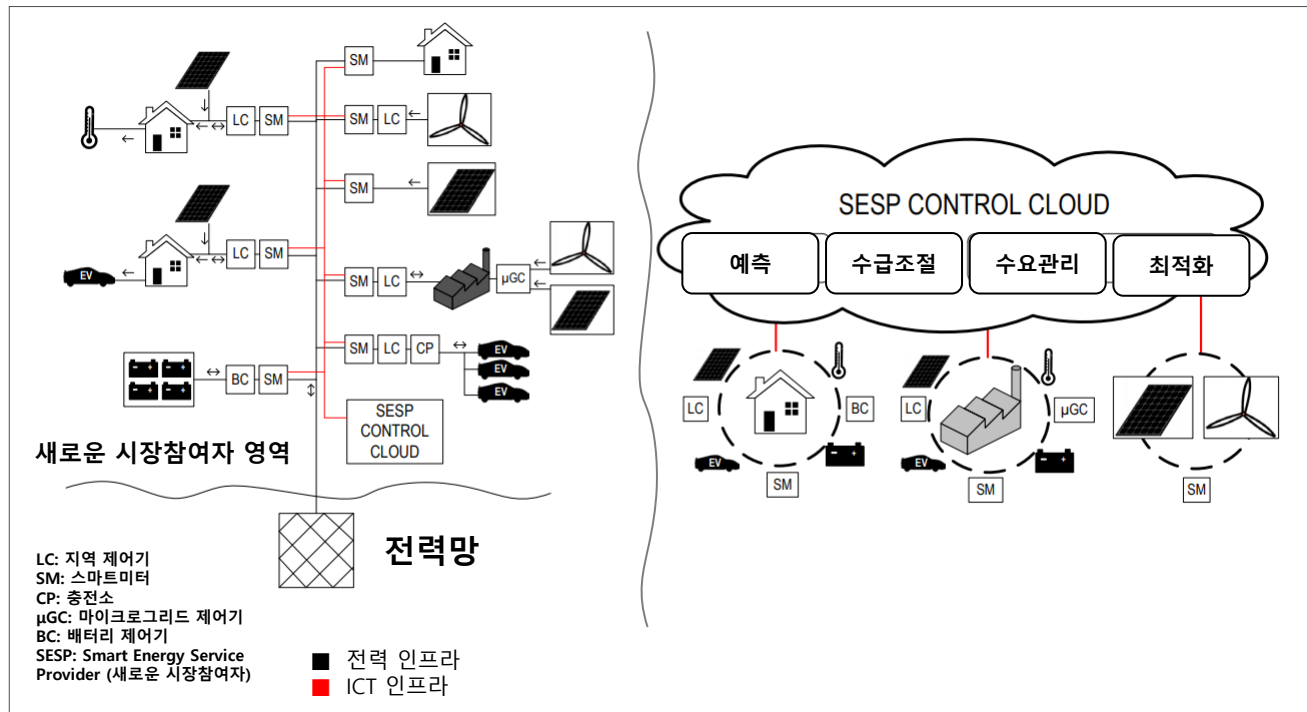 SM
LC
SM
SM
LC
SM
LC
SM
EV
SM
LC
μGC
SM
LC
CP
EV
EV
EV
BC
SM
SESP
CONTROL
CLOUD
새로운 시장참여자 영역
전력망
LC: 지역 제어기
SM: 스마트미터
CP: 충전소
μGC: 마이크로그리드 제어기
BC: 배터리 제어기
SESP: Smart Energy Service
Provider (새로운 시장참여자)
전력 인프라
ICT 인프라
SESP CONTROL CLOUD
예측
수급조절
수요관리
최적화
LC
BC
EV
SM
LC
μGC
EV
SM
SM